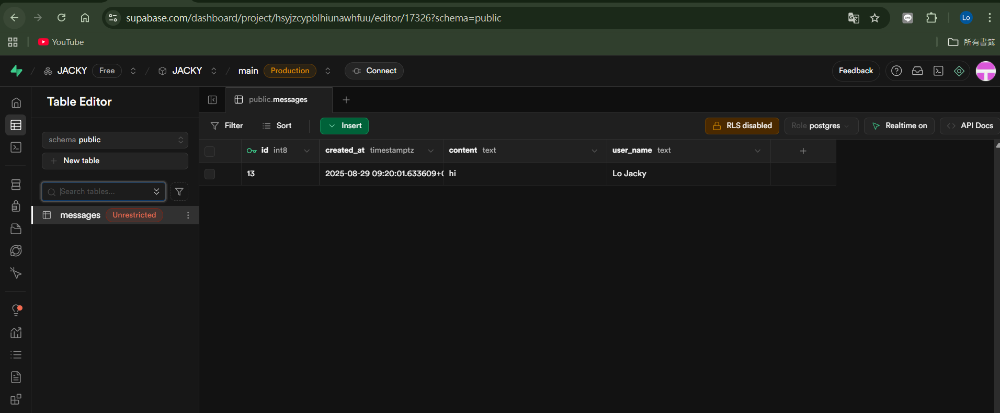 supabase.com/dashboard/project/hsyjzcypblhiunawhfuu/editor/17326?schema=public
Lo
YouTube
所有書籤
/ JACKY Free / JACKY / main Production Connect
Feedback
Table Editor
public.messages
Filter Sort Insert RLS disabled Role postgres Realtime on API Docs
schema public
New table
id int8 created_at timestamptz content text user_name text
13 2025-08-29 09:20:01.633609+0 hi Lo Jacky
Search tables...
messages Unrestricted